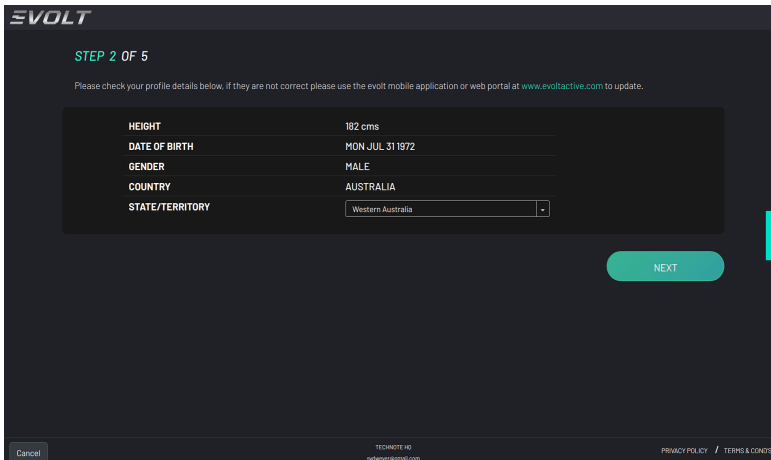 EVOLT
STEP 2 OF 5
Please check your profile details below, if they are not correct please use the evolt mobile application or web portal at www.evoltactive.com to update.
HEIGHT 182 cms
DATE OF BIRTH MON JUL 31 1972
GENDER MALE
COUNTRY AUSTRALIA
STATE/TERRITORY Western Australia
NEXT
Cancel
TECHNOTE HQ
PRIVACY POLICY / TERMS & COND'S